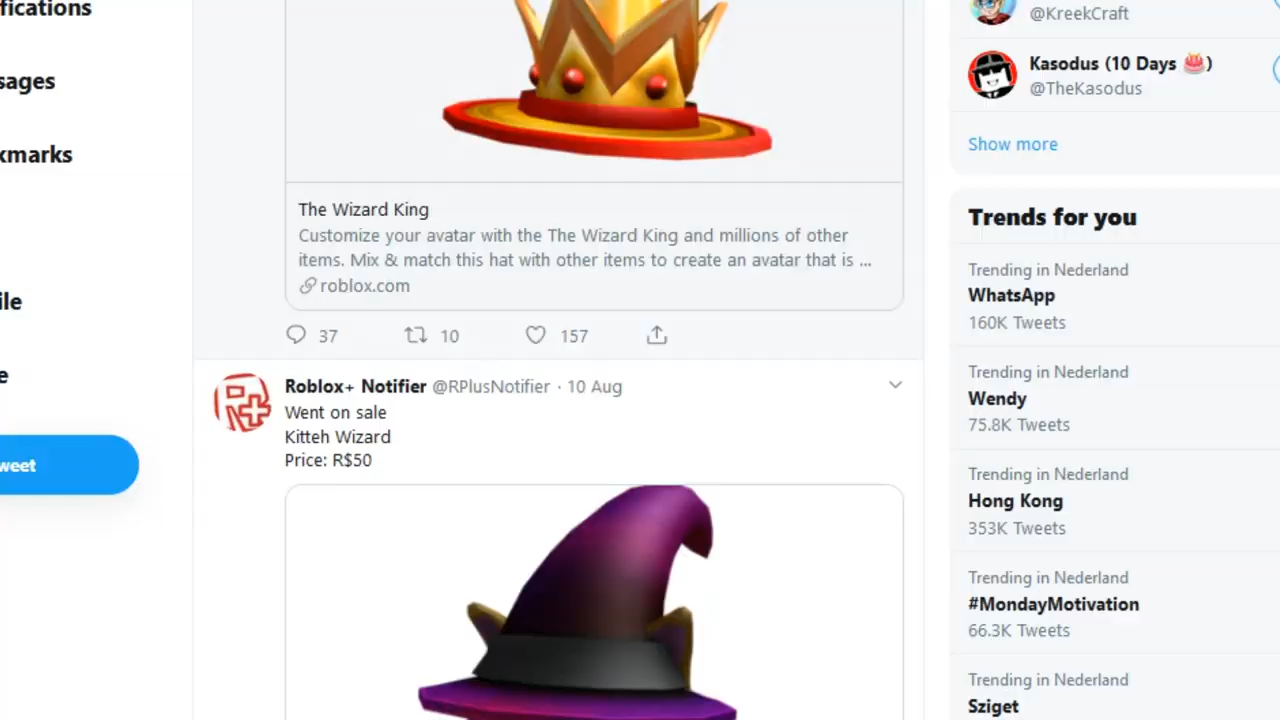 fications
sages
kmarks
ile
e
weet
The Wizard King
Customize your avatar with the The Wizard King and millions of other
items. Mix & match this hat with other items to create an avatar that is ...
roblox.com
37 10 157
Roblox+ Notifier @RPlusNotifier · 10 Aug
Went on sale
Kitteh Wizard
Price: R$50
@KreekCraft
Kasodus (10 Days 🎂)
@TheKasodus
Show more
Trends for you
Trending in Nederland
WhatsApp
160K Tweets
Trending in Nederland
Wendy
75.8K Tweets
Trending in Nederland
Hong Kong
353K Tweets
Trending in Nederland
#MondayMotivation
66.3K Tweets
Trending in Nederland
Sziget